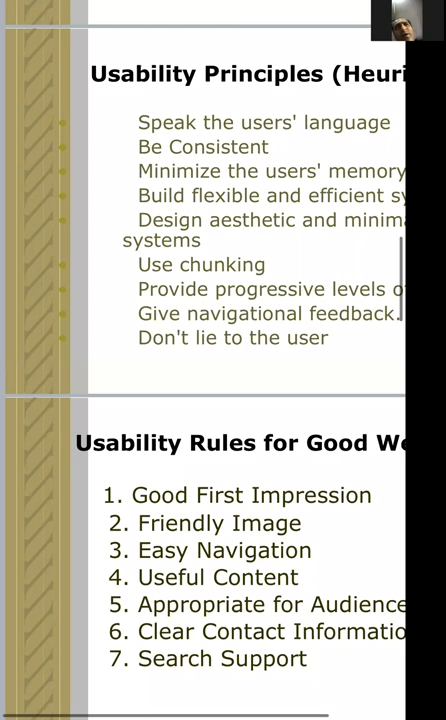 Usability Principles (Heuri
Speak the users' language
Be Consistent
Minimize the users' memory
Build flexible and efficient sy
Design aesthetic and minim
systems
Use chunking
Provide progressive levels o
Give navigational feedback.
Don't lie to the user
Usability Rules for Good We
1. Good First Impression
2. Friendly Image
3. Easy Navigation
4. Useful Content
5. Appropriate for Audience
6. Clear Contact Informatio
7. Search Support